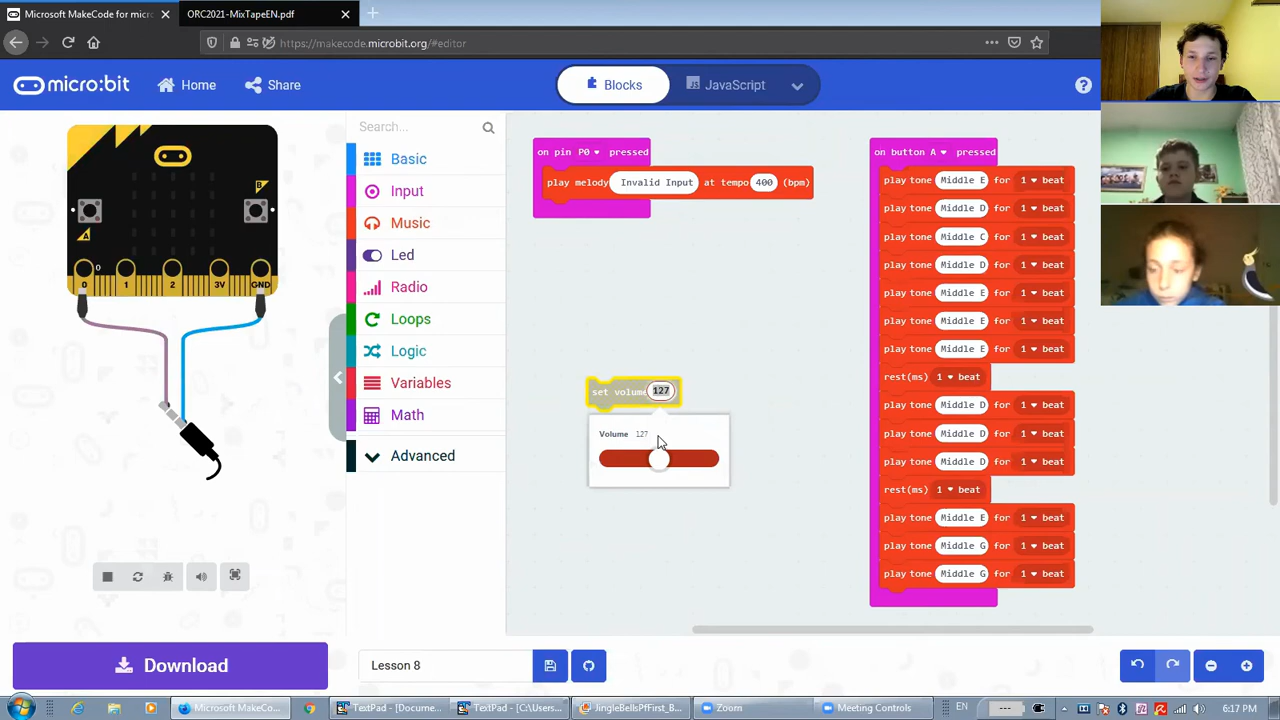 Microsoft MakeCode for micro
ORC2021-MixTapeEN.pdf
https://makecode.microbit.org/#editor
micro:bit
Home
Share
Blocks
JS
JavaScript
?
Search...
Basic
Input
Music
Led
Radio
Loops
Logic
Variables
Math
Advanced
A
B
0
0 1 2 3V GND
on pin P0 pressed
play melody Invalid Input at tempo 400 (bpm)
set volume 127
Volume 127
on button A pressed
play tone Middle E for 1 beat
play tone Middle D for 1 beat
play tone Middle C for 1 beat
play tone Middle D for 1 beat
play tone Middle E for 1 beat
play tone Middle E for 1 beat
play tone Middle E for 1 beat
rest(ms) 1 beat
play tone Middle D for 1 beat
play tone Middle D for 1 beat
play tone Middle D for 1 beat
rest(ms) 1 beat
play tone Middle E for 1 beat
play tone Middle G for 1 beat
play tone Middle G for 1 beat
Download
Lesson 8
Microsoft MakeCo...
TextPad - [Docume...
TextPad - [C:\Users...
JingleBellsPfFirst_B...
Zoom
Meeting Controls
EN
6:17 PM